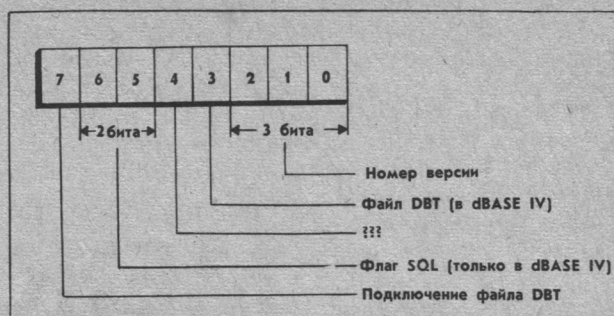 7 6 5 4 3 2 1 0
2бита 3 бита
Номер версии
Файл DBT (в dBASE IV)
???
Флаг SQL (только в dBASE IV)
Подключение файла DBT